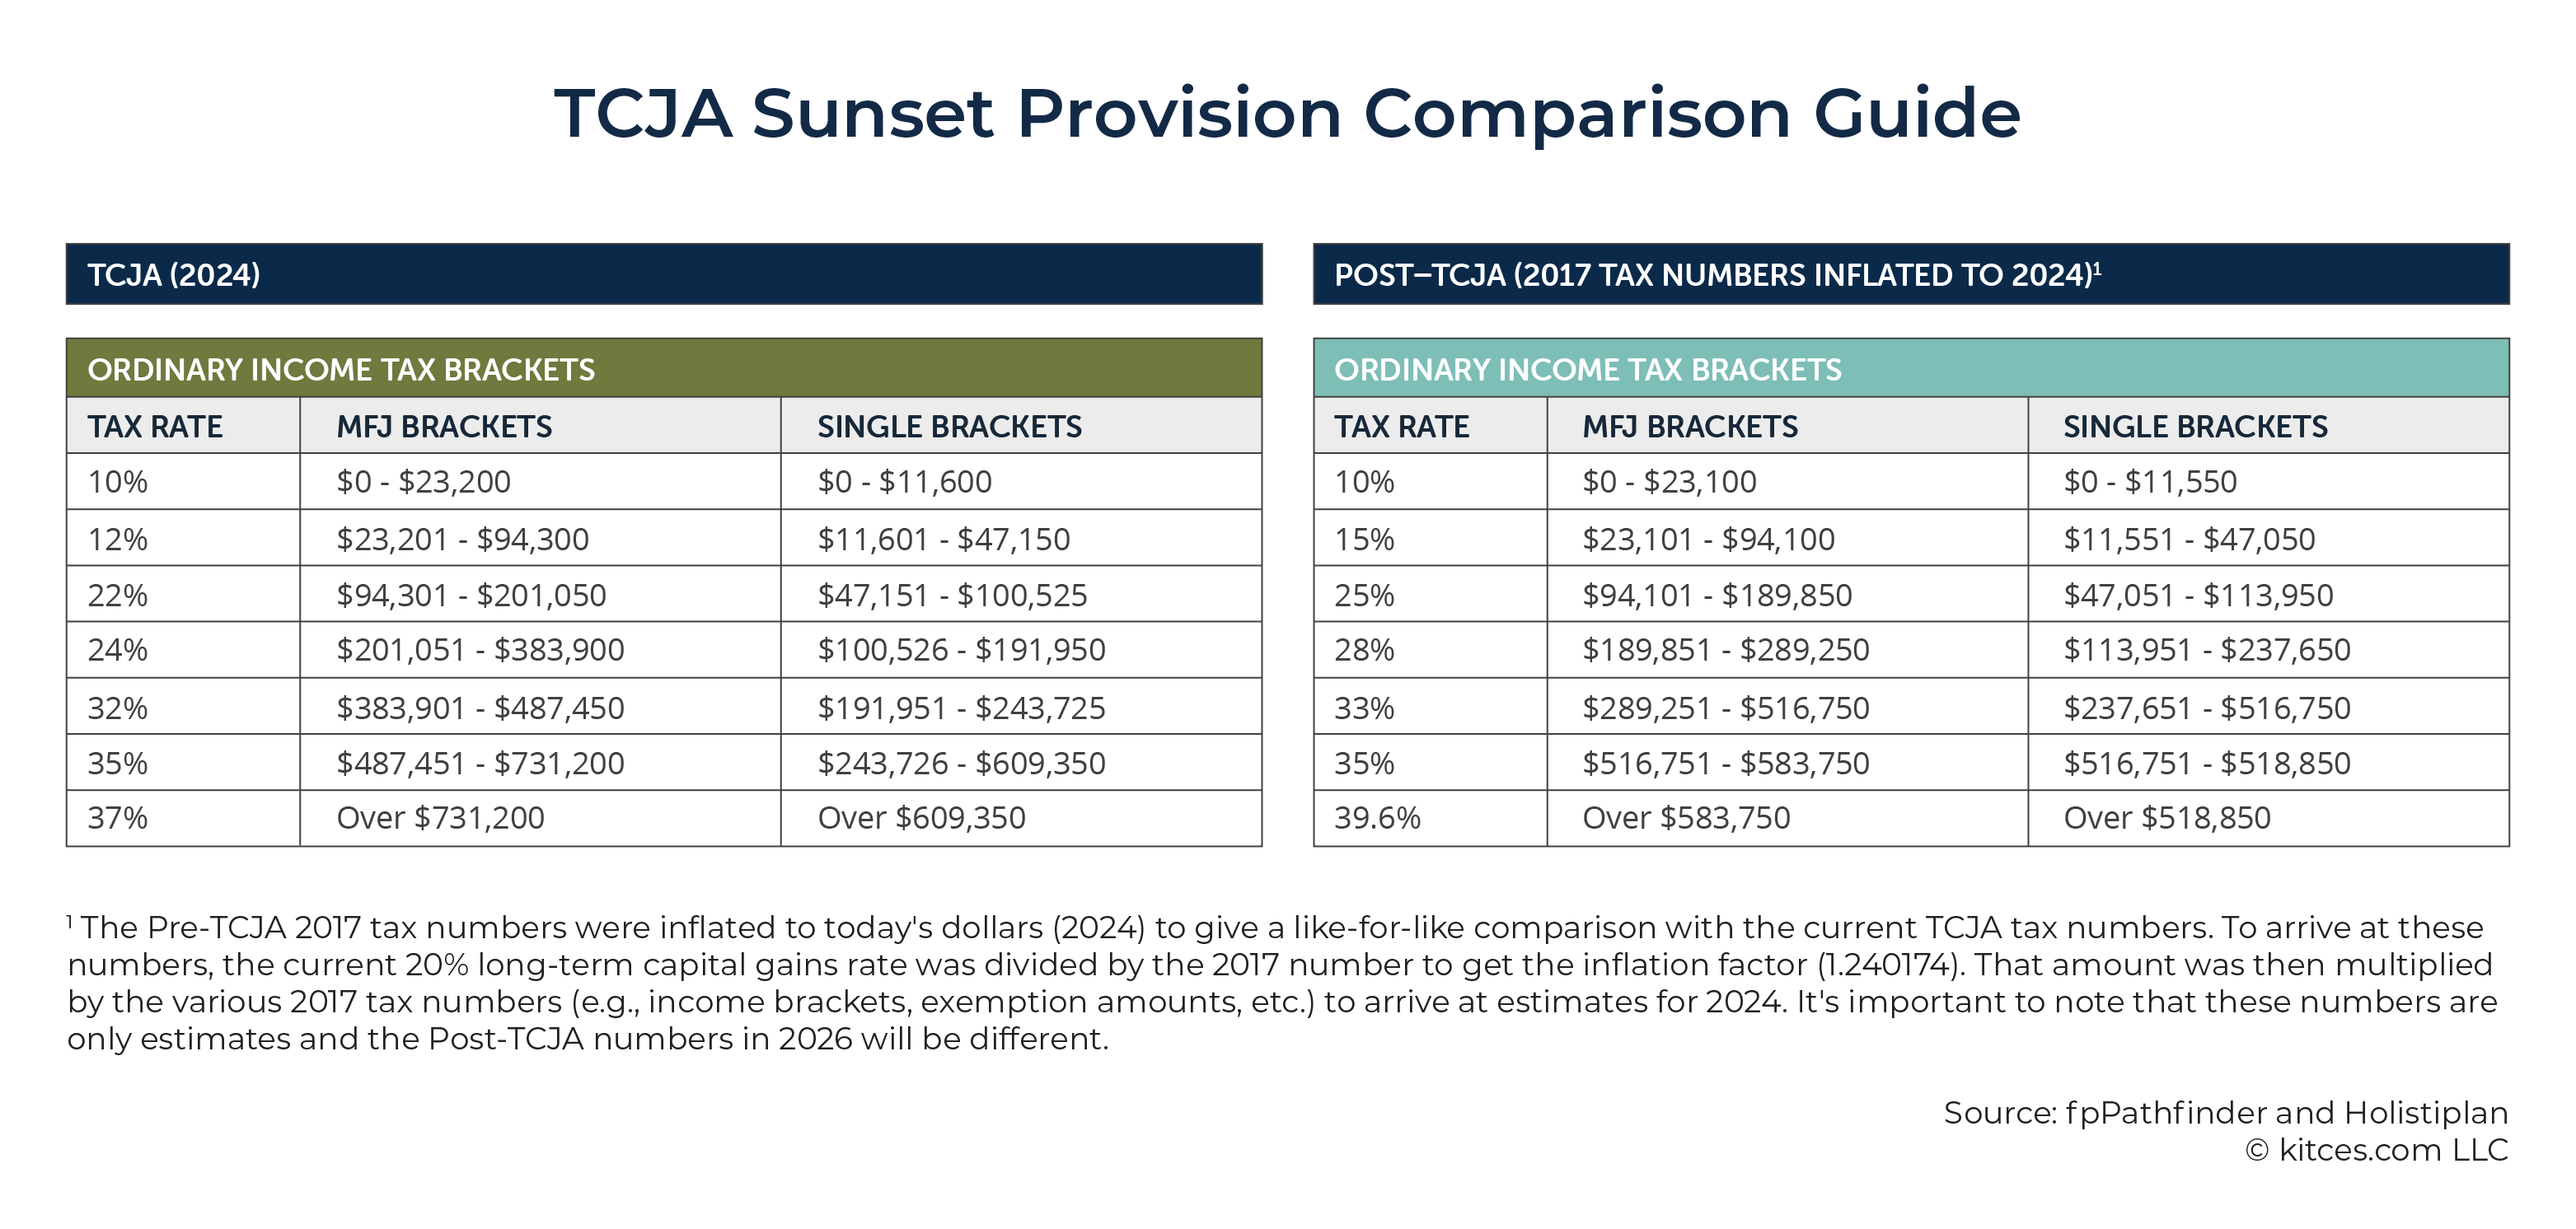 TCJA Sunset Provision Comparison Guide
TCJA (2024)
ORDINARY INCOME TAX BRACKETS
TAX RATE MFJ BRACKETS SINGLE BRACKETS
10% $0 - $23,200 $0 - $11,600
12% $23,201 - $94,300 $11,601 - $47,150
22% $94,301 - $201,050 $47,151 - $100,525
24% $201,051 - $383,900 $100,526 - $191,950
32% $383,901 - $487,450 $191,951 - $243,725
35% $487,451 - $731,200 $243,726 - $609,350
37% Over $731,200 Over $609,350
POST–TCJA (2017 TAX NUMBERS INFLATED TO 2024)¹
ORDINARY INCOME TAX BRACKETS
TAX RATE MFJ BRACKETS SINGLE BRACKETS
10% $0 - $23,100 $0 - $11,550
15% $23,101 - $94,100 $11,551 - $47,050
25% $94,101 - $189,850 $47,051 - $113,950
28% $189,851 - $289,250 $113,951 - $237,650
33% $289,251 - $516,750 $237,651 - $516,750
35% $516,751 - $583,750 $516,751 - $518,850
39.6% Over $583,750 Over $518,850
¹ The Pre-TCJA 2017 tax numbers were inflated to today's dollars (2024) to give a like-for-like comparison with the current TCJA tax numbers. To arrive at these
numbers, the current 20% long-term capital gains rate was divided by the 2017 number to get the inflation factor (1.240174). That amount was then multiplied
by the various 2017 tax numbers (e.g., income brackets, exemption amounts, etc.) to arrive at estimates for 2024. It's important to note that these numbers are
only estimates and the Post-TCJA numbers in 2026 will be different.
Source: fpPathfinder and Holistiplan
© kitces.com LLC